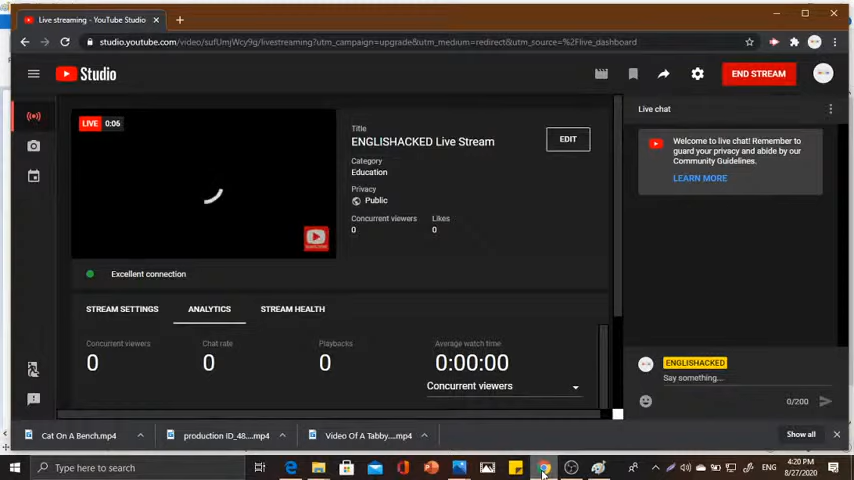 Live streaming - YouTube Studio
studio.youtube.com/video/sufUmjWcy9g/livestreaming?utm_campaign=upgrade&utm_medium=redirect&utm_source=%2Flive_dashboard
Studio
END STREAM
LIVE 0:06
Title
ENGLISHACKED Live Stream
EDIT
Category
Education
Privacy
Public
Concurrent viewers
Likes
0
0
Excellent connection
STREAM SETTINGS
ANALYTICS
STREAM HEALTH
Concurrent viewers
Chat rate
Playbacks
Average watch time
0
0
0
0:00:00
Concurrent viewers
Live chat
Welcome to live chat! Remember to
guard your privacy and abide by our
Community Guidelines.
LEARN MORE
ENGLISHACKED
Say something...
0/200
Cat On A Bench.mp4
production ID_48....mp4
Video Of A Tabby....mp4
Show all
Type here to search
ENG
4:20 PM
8/27/2020